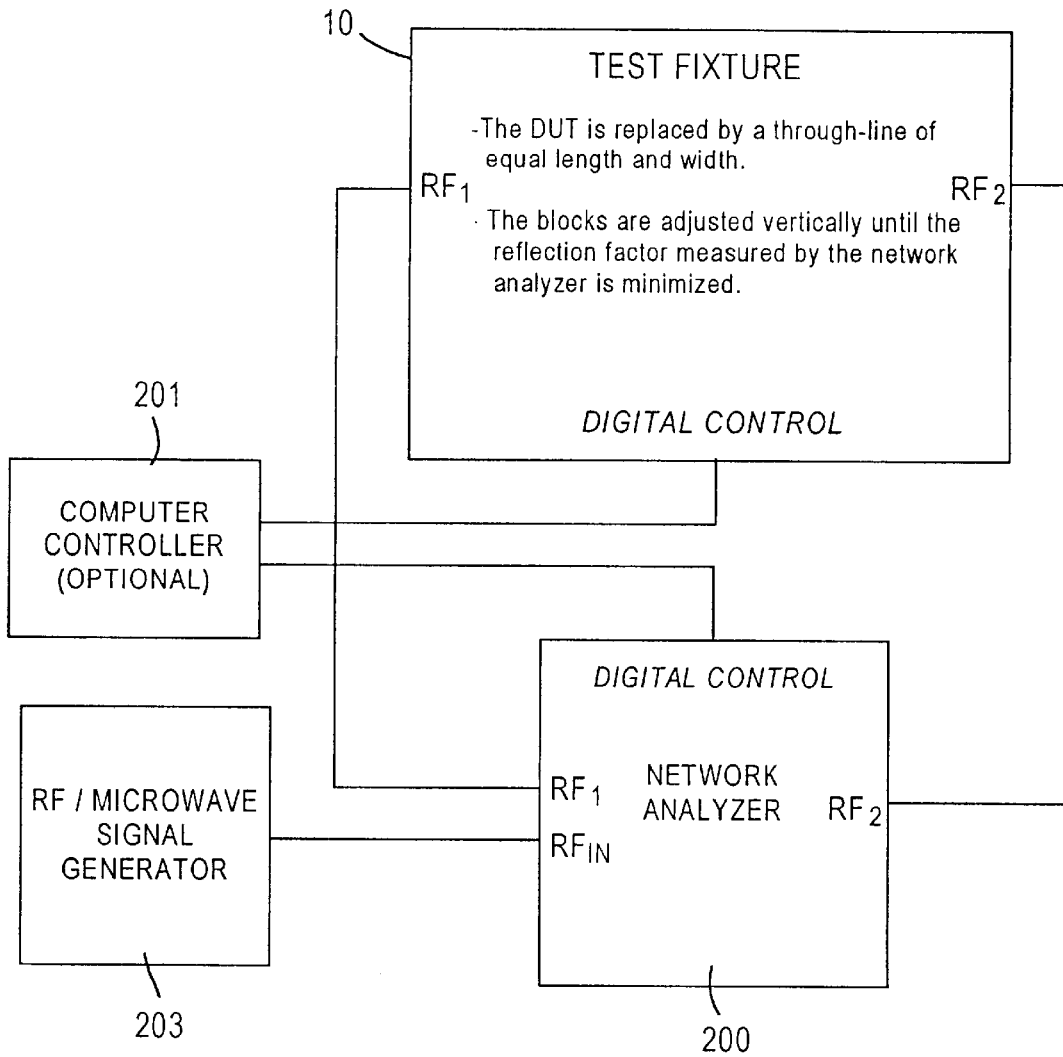 10
TEST FIXTURE
-The DUT is replaced by a through-line of
equal length and width.
RF1
RF2
· The blocks are adjusted vertically until the
reflection factor measured by the network
analyzer is minimized.
DIGITAL CONTROL
201
COMPUTER
CONTROLLER
(OPTIONAL)
DIGITAL CONTROL
NETWORK
ANALYZER
RF1
RF2
RFIN
RF / MICROWAVE
SIGNAL
GENERATOR
203
200